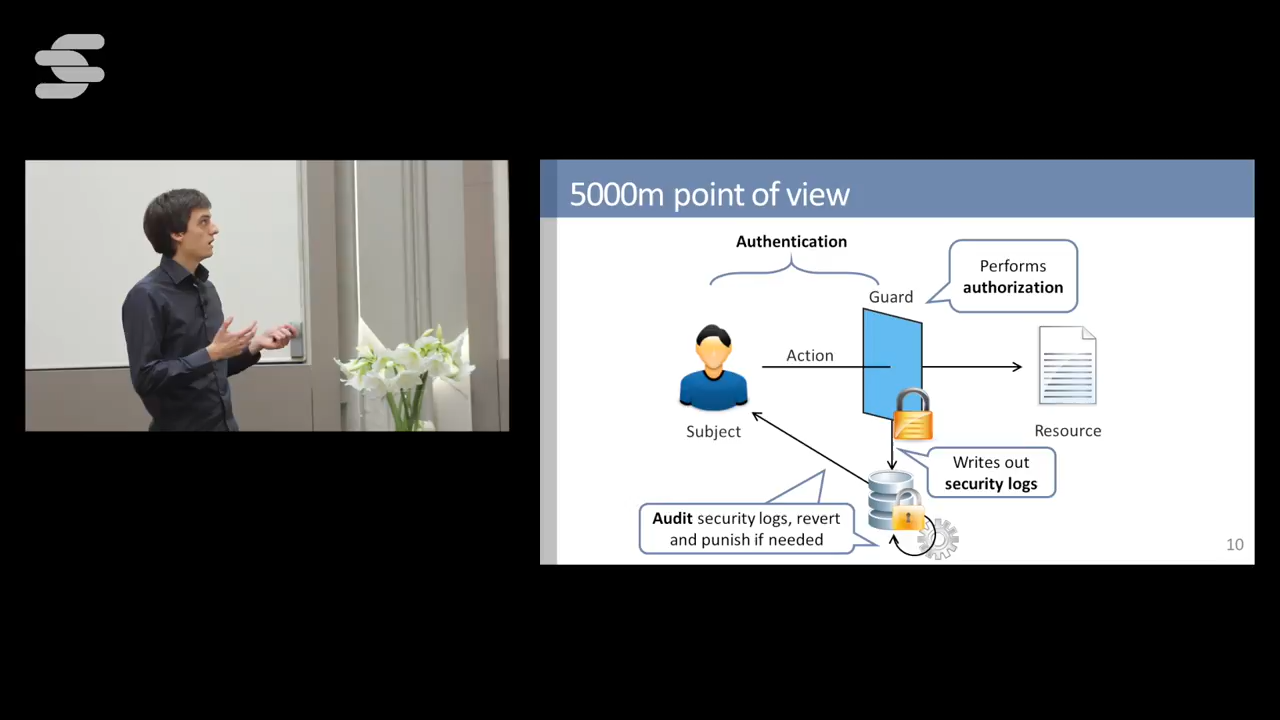 5000m point of view
Authentication
Performs
authorization
Guard
Action
Subject
Resource
Writes out
security logs
Audit security logs, revert
and punish if needed
10